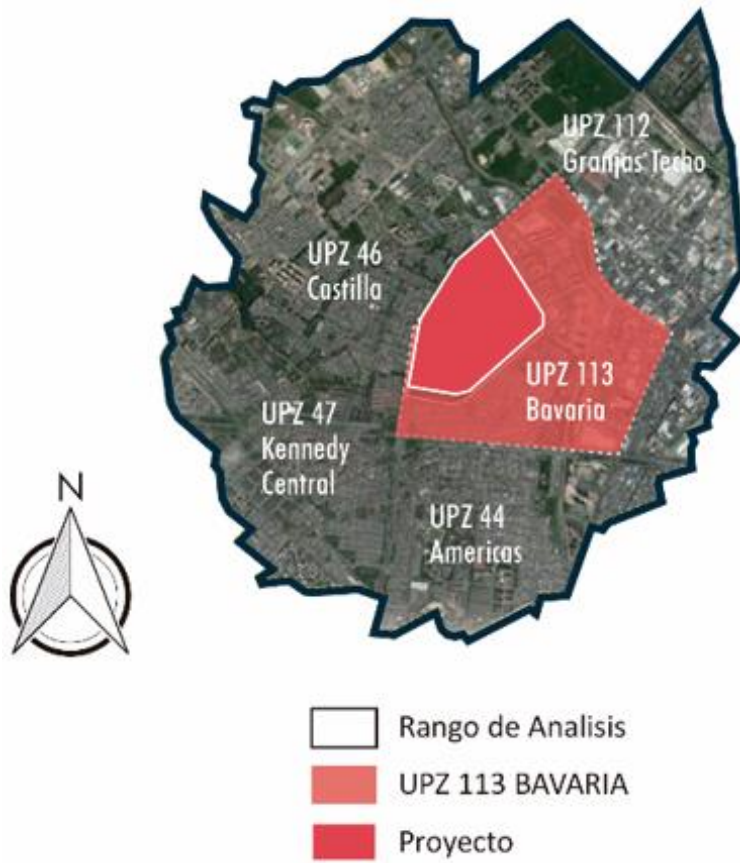 UPZ 112
Granjas Techo
UPZ 46
Castilla
UPZ 113
Bavaria
UPZ 47
Kennedy
Central
UPZ 44
Americas
N
Rango de Analisis
UPZ 113 BAVARIA
Proyecto